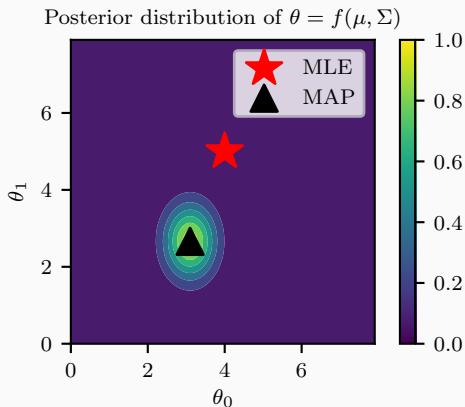 Posterior distribution of θ = f(μ, Σ)
MLE
MAP
θ₁
6
4
2
0
0 2 4 6
θ₀
1.0
0.8
0.6
0.4
0.2
0.0